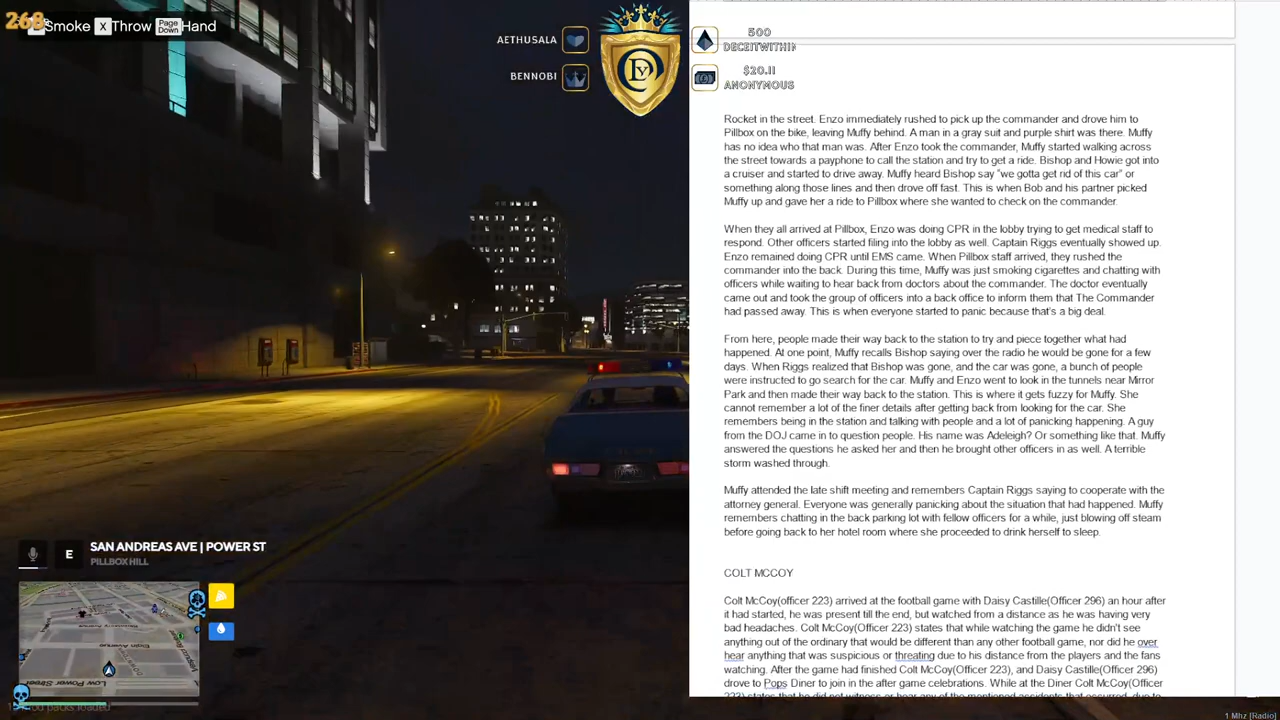 268
Smoke X Throw Page Down Hand
AETHUSALA
BENNOBI
500
DECEITWITHIN
$20.11
ANONYMOUS
Rocket in the street. Enzo immediately rushed to pick up the commander and drove him to
Pillbox on the bike, leaving Muffy behind. A man in a gray suit and purple shirt was there. Muffy
has no idea who that man was. After Enzo took the commander, Muffy started walking across
the street towards a payphone to call the station and try to get a ride. Bishop and Howie got into
a cruiser and started to drive away. Muffy heard Bishop say "we gotta get rid of this car" or
something along those lines and then drove off fast. This is when Bob and his partner picked
Muffy up and gave her a ride to Pillbox where she wanted to check on the commander.
When they all arrived at Pillbox, Enzo was doing CPR in the lobby trying to get medical staff to
respond. Other officers started filing into the lobby as well. Captain Riggs eventually showed up.
Enzo remained doing CPR until EMS came. When Pillbox staff arrived, they rushed the
commander into the back. During this time, Muffy was just smoking cigarettes and chatting with
officers while waiting to hear back from doctors about the commander. The doctor eventually
came out and took the group of officers into a back office to inform them that The Commander
had passed away. This is when everyone started to panic because that's a big deal.
From here, people made their way back to the station to try and piece together what had
happened. At one point, Muffy recalls Bishop saying over the radio he would be gone for a few
days. When Riggs realized that Bishop was gone, and the car was gone, a bunch of people
were instructed to go search for the car. Muffy and Enzo went to look in the tunnels near Mirror
Park and then made their way back to the station. This is where it gets fuzzy for Muffy. She
cannot remember a lot of the finer details after getting back from looking for the car. She
remembers being in the station and talking with people and a lot of panicking happening. A guy
from the DOJ came in to question people. His name was Adeleigh? Or something like that. Muffy
answered the questions he asked her and then he brought other officers in as well. A terrible
storm washed through.
Muffy attended the late shift meeting and remembers Captain Riggs saying to cooperate with the
attorney general. Everyone was generally panicking about the situation that had happened. Muffy
remembers chatting in the back parking lot with fellow officers for a while, just blowing off steam
before going back to her hotel room where she proceeded to drink herself to sleep.
COLT MCCOY
Colt McCoy(officer 223) arrived at the football game with Daisy Castille(Officer 296) an hour after
it had started, he was present till the end, but watched from a distance as he was having very
bad headaches. Colt McCoy(Officer 223) states that while watching the game he didn't see
anything out of the ordinary that would be different than any other football game, nor did he over
hear anything that was suspicious or threating due to his distance from the players and the fans
watching. After the game had finished Colt McCoy(Officer 223), and Daisy Castille(Officer 296)
drove to Pops Diner to join in the after game celebrations. While at the Diner Colt McCoy(Officer
223) states that he did not witness or hear any of the mentioned accidents that occurred, due to
E
SAN ANDREAS AVE | POWER ST
PILLBOX HILL
Low Power St
packs loaded
1 Mhz [Radio]